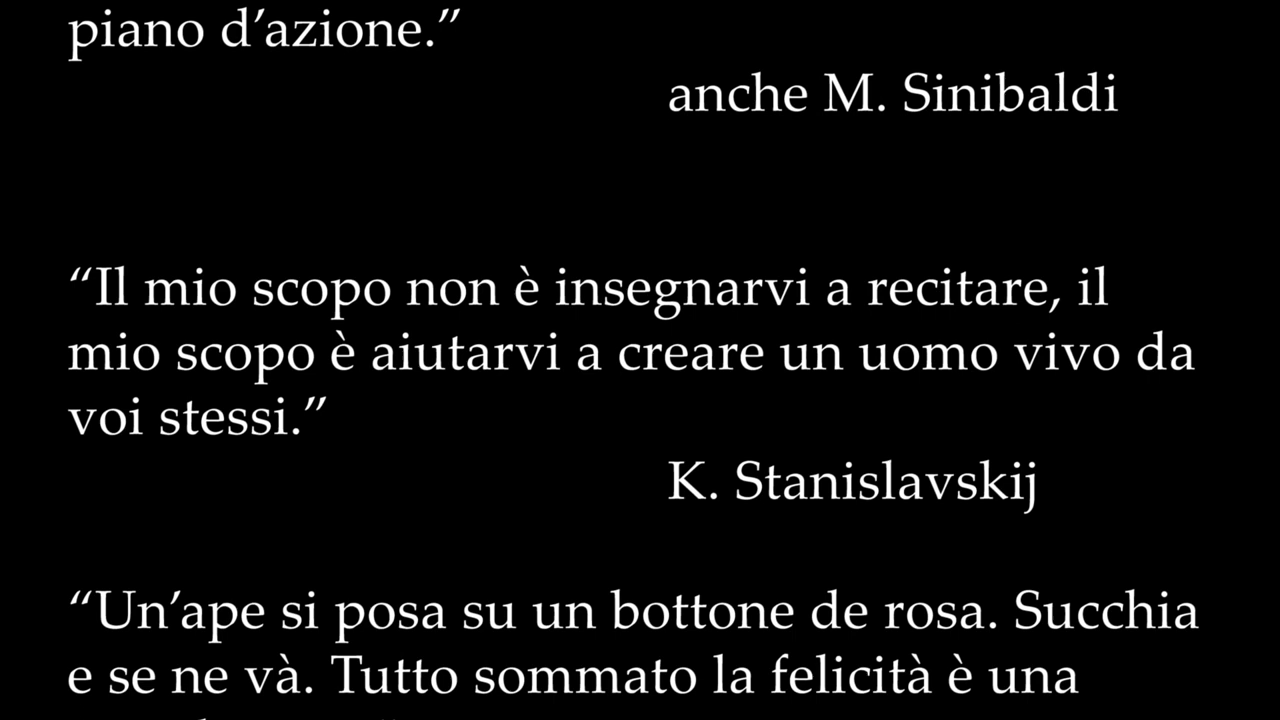 piano d’azione.”
anche M. Sinibaldi
“Il mio scopo non è insegnarvi a recitare, il
mio scopo è aiutarvi a creare un uomo vivo da
voi stessi.”
K. Stanislavskij
“Un’ape si posa su un bottone de rosa. Succhia
e se ne và. Tutto sommato la felicità è una